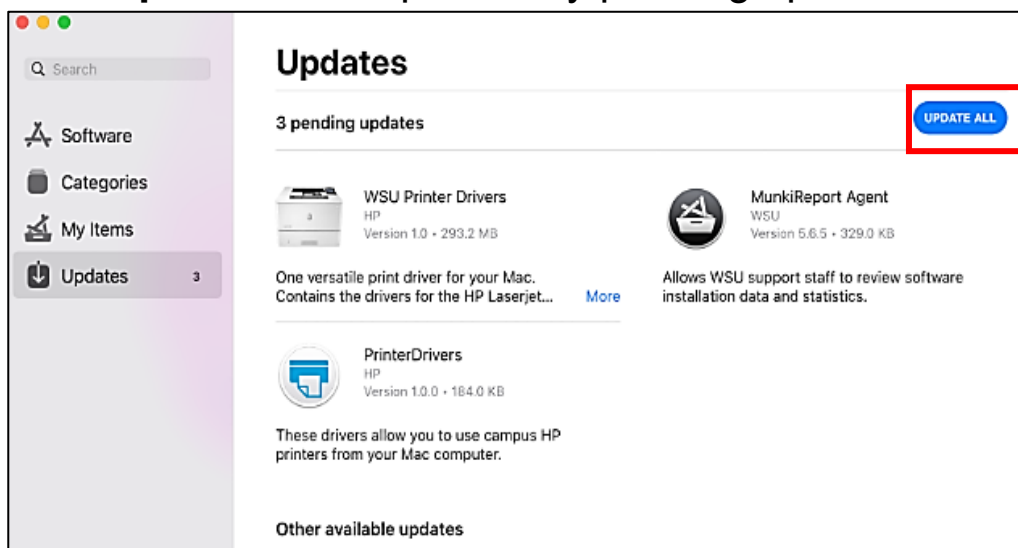 Search
Software
Categories
My Items
Updates 3
Updates
3 pending updates
UPDATE ALL
WSU Printer Drivers
HP
Version 1.0 • 293.2 MB
One versatile print driver for your Mac.
Contains the drivers for the HP Laserjet... More
MunkiReport Agent
WSU
Version 5.6.5 • 329.0 KB
Allows WSU support staff to review software
installation data and statistics.
PrinterDrivers
HP
Version 1.0.0 • 184.0 KB
These drivers allow you to use campus HP
printers from your Mac computer.
Other available updates